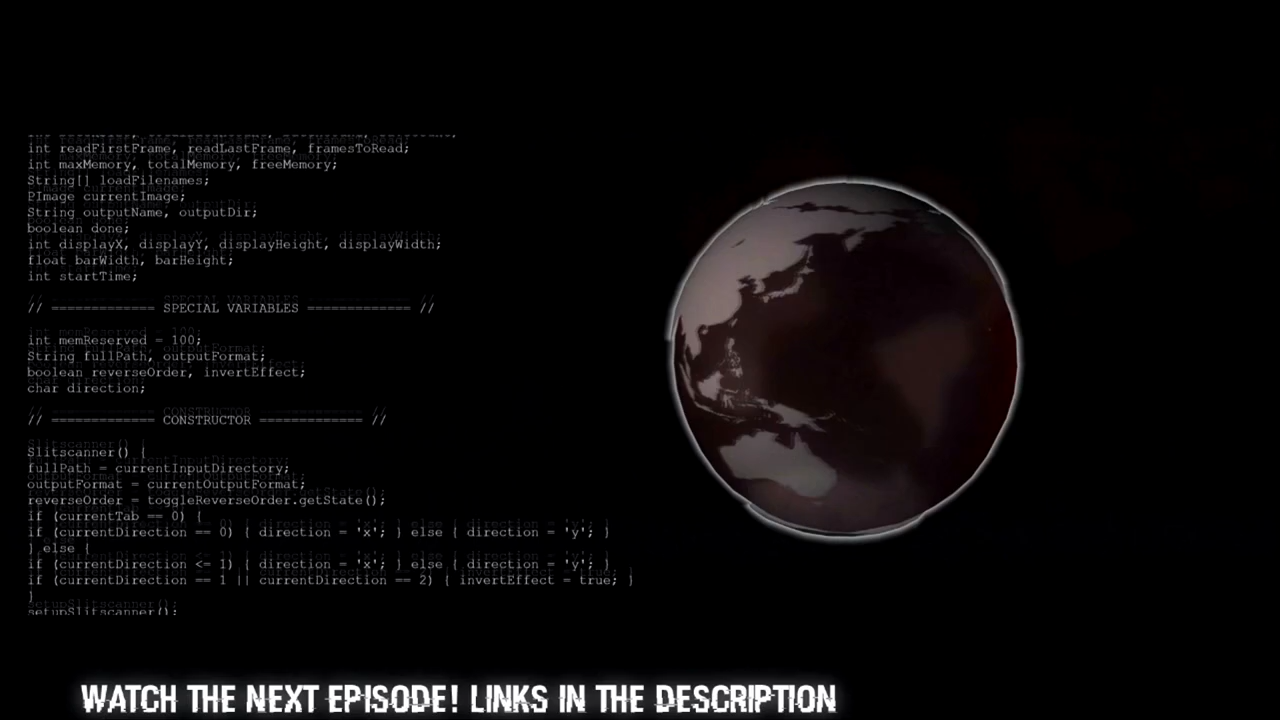 int readFirstFrame, readLastFrame, framesToRead;
int maxMemory, totalMemory, freeMemory;
String[] loadFilenames;
PImage currentImage;
String outputName, outputDir;
boolean done;
int displayX, displayY, displayHeight, displayWidth;
float barWidth, barHeight;
int startTime;
// ============= SPECIAL VARIABLES ============= //
int memReserved = 100;
String fullPath, outputFormat;
boolean reverseOrder, invertEffect;
char direction;
// ============= CONSTRUCTOR ============= //
Slitscanner() {
fullPath = currentInputDirectory;
outputFormat = currentOutputFormat;
reverseOrder = toggleReverseOrder.getState();
if (currentTab == 0) {
if (currentDirection == 0) { direction = 'x'; } else { direction = 'y'; }
} else {
if (currentDirection <= 1) { direction = 'x'; } else { direction = 'y'; }
if (currentDirection == 1 || currentDirection == 2) { invertEffect = true; }
}
setupSlitscanner();
WATCH THE NEXT EPISODE! LINKS IN THE DESCRIPTION